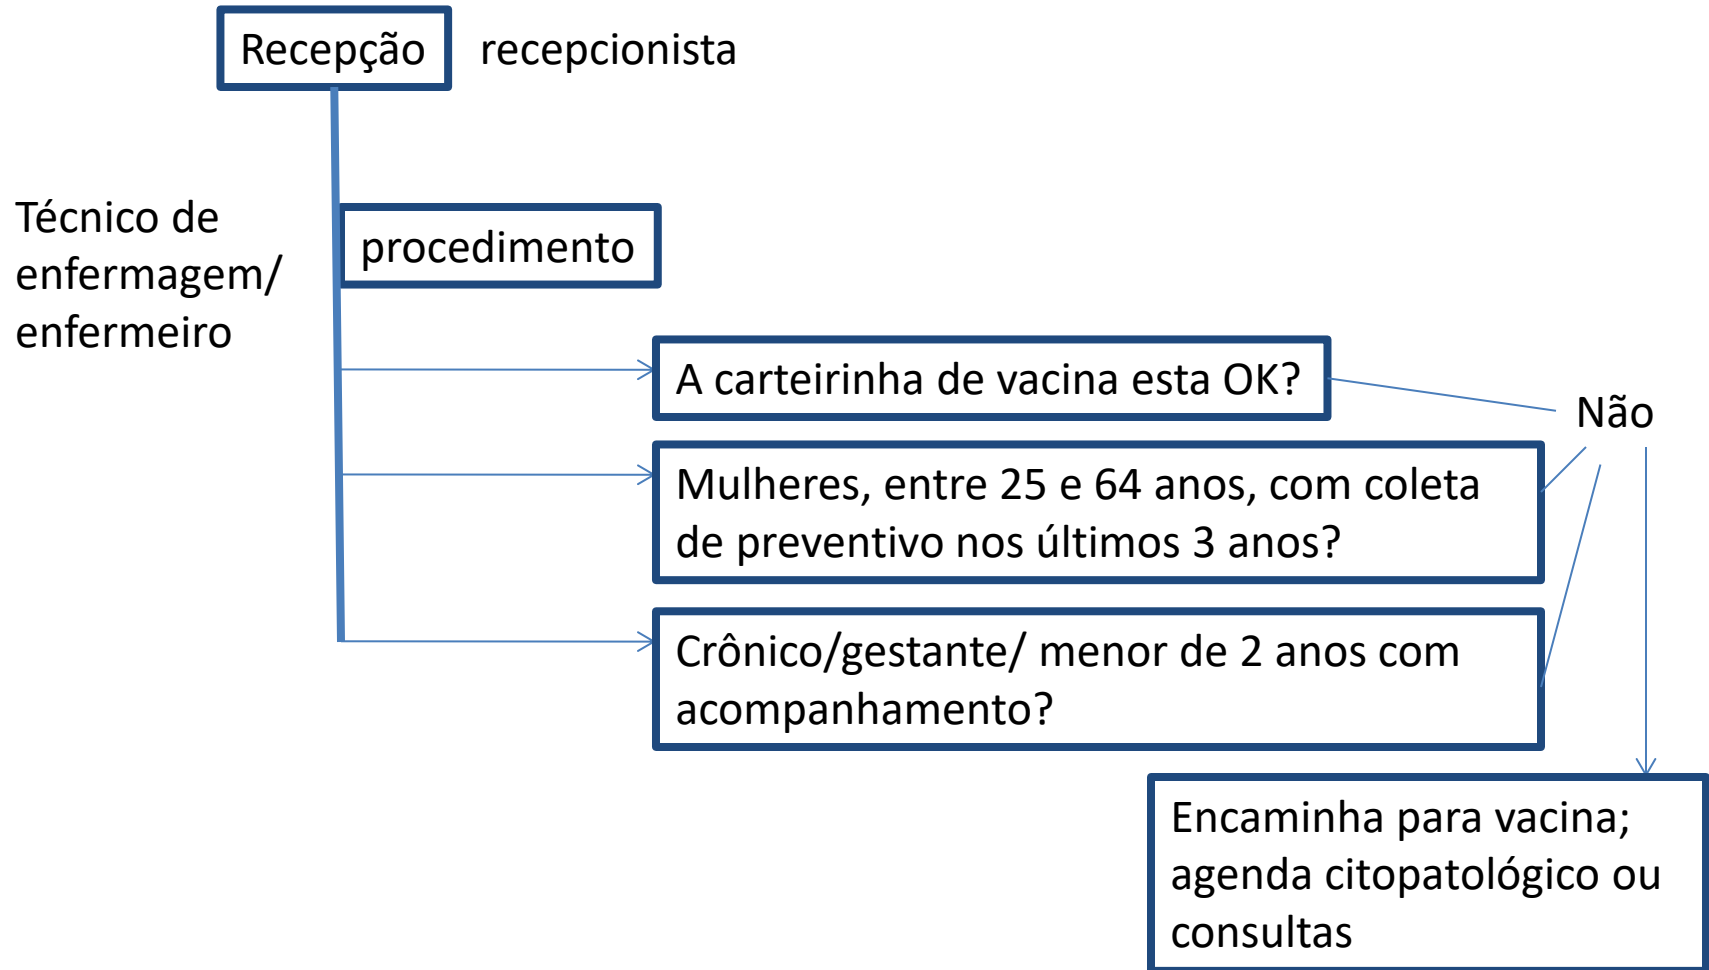 Recepção
recepcionista
Técnico de
enfermagem/
enfermeiro
procedimento
A carteirinha de vacina esta OK?
Não
Mulheres, entre 25 e 64 anos, com coleta
de preventivo nos últimos 3 anos?
Crônico/gestante/ menor de 2 anos com
acompanhamento?
Encaminha para vacina;
agenda citopatológico ou
consultas